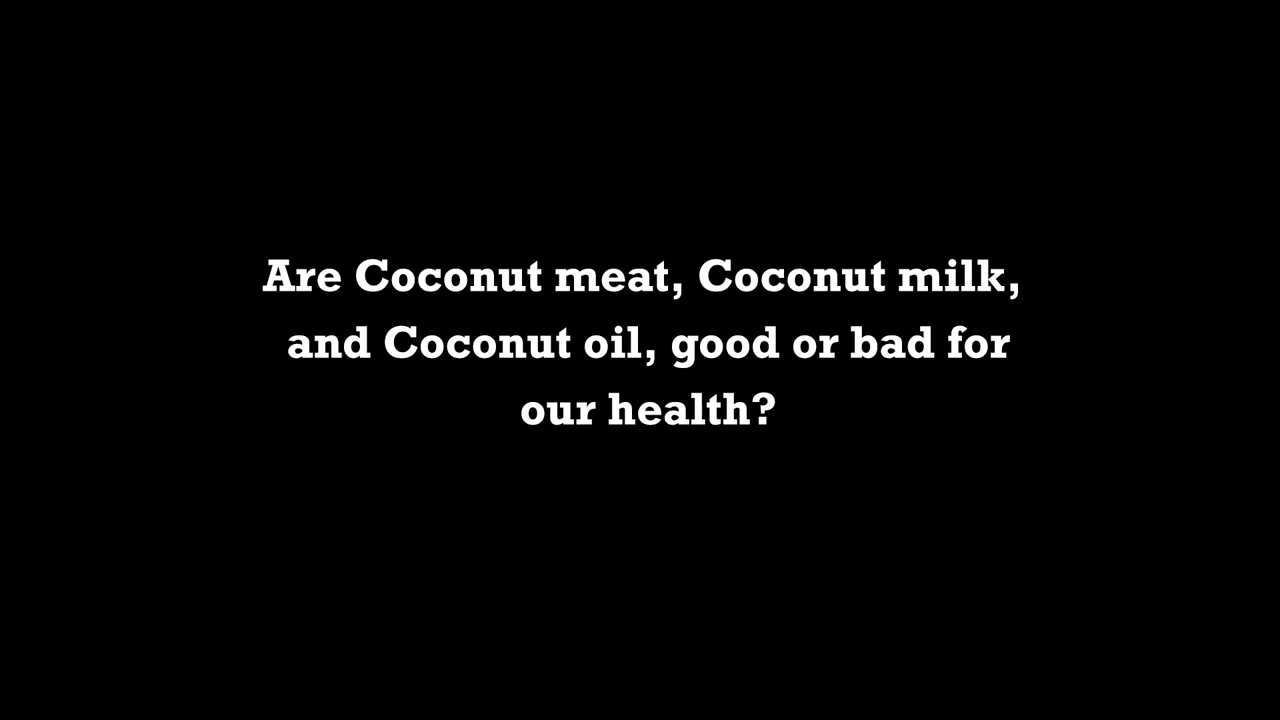 Are Coconut meat, Coconut milk,
and Coconut oil, good or bad for
our health?